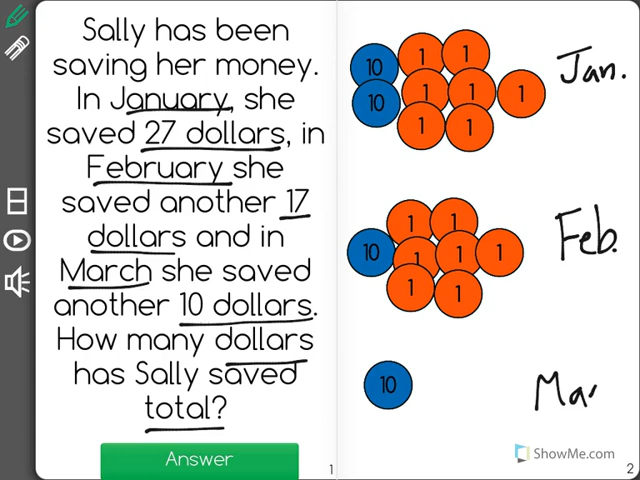 Sally has been
saving her money.
In January, she
saved 27 dollars, in
February she
saved another 17
dollars and in
March she saved
another 10 dollars.
How many dollars
has Sally saved
total?
Answer
1
10 1 1
10 1 1 1
1 1
Jan.
1 1
10 1 1 1
1 1
Feb.
10
Mar
ShowMe.com
2